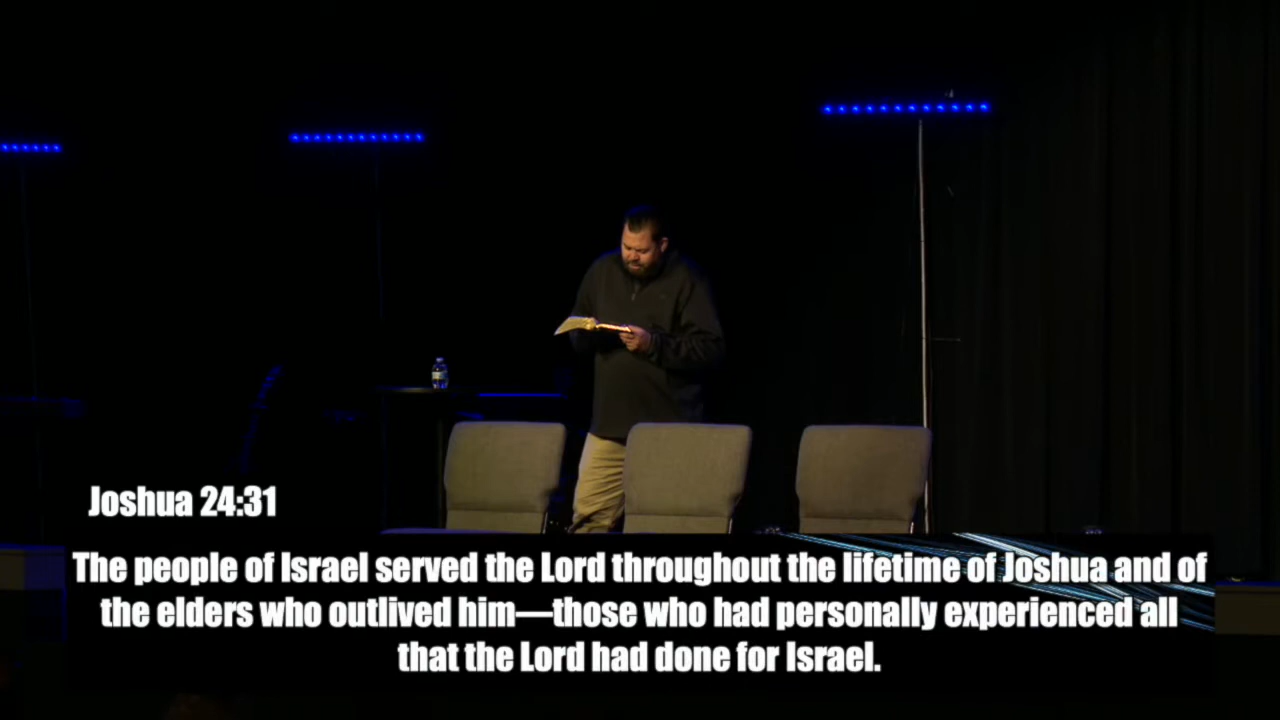 Joshua 24:31
The people of Israel served the Lord throughout the lifetime of Joshua and of
the elders who outlived him—those who had personally experienced all
that the Lord had done for Israel.